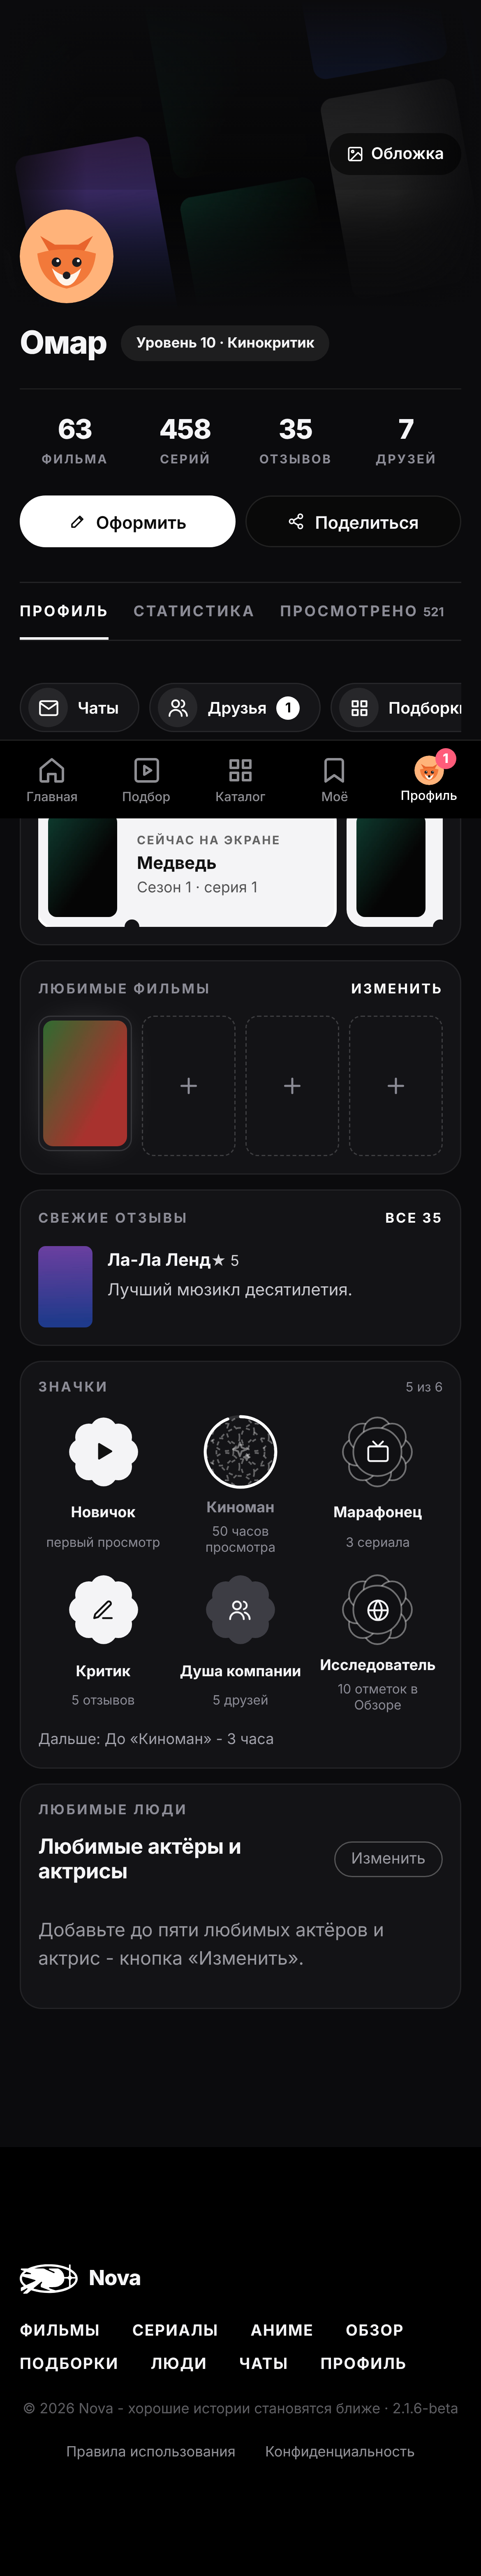 Обложка
Омар
Уровень 10 · Кинокритик
63 458 35 7
ФИЛЬМА СЕРИЙ ОТЗЫВОВ ДРУЗЕЙ
Оформить Поделиться
ПРОФИЛЬ СТАТИСТИКА ПРОСМОТРЕНО 521
Чаты Друзья 1 Подборки
1
Главная Подбор Каталог Моё Профиль
СЕЙЧАС НА ЭКРАНЕ
Медведь
Сезон 1 · серия 1
ЛЮБИМЫЕ ФИЛЬМЫ ИЗМЕНИТЬ
СВЕЖИЕ ОТЗЫВЫ ВСЕ 35
Ла-Ла Ленд★ 5
Лучший мюзикл десятилетия.
ЗНАЧКИ 5 из 6
Новичок Киноман Марафонец
первый просмотр 50 часов просмотра 3 сериала
Критик Душа компании Исследователь
5 отзывов 5 друзей 10 отметок в Обзоре
Дальше: До «Киноман» - 3 часа
ЛЮБИМЫЕ ЛЮДИ
Любимые актёры и
актрисы
Изменить
Добавьте до пяти любимых актёров и
актрис - кнопка «Изменить».
Nova
ФИЛЬМЫ СЕРИАЛЫ АНИМЕ ОБЗОР
ПОДБОРКИ ЛЮДИ ЧАТЫ ПРОФИЛЬ
© 2026 Nova - хорошие истории становятся ближе · 2.1.6-beta
Правила использования Конфиденциальность